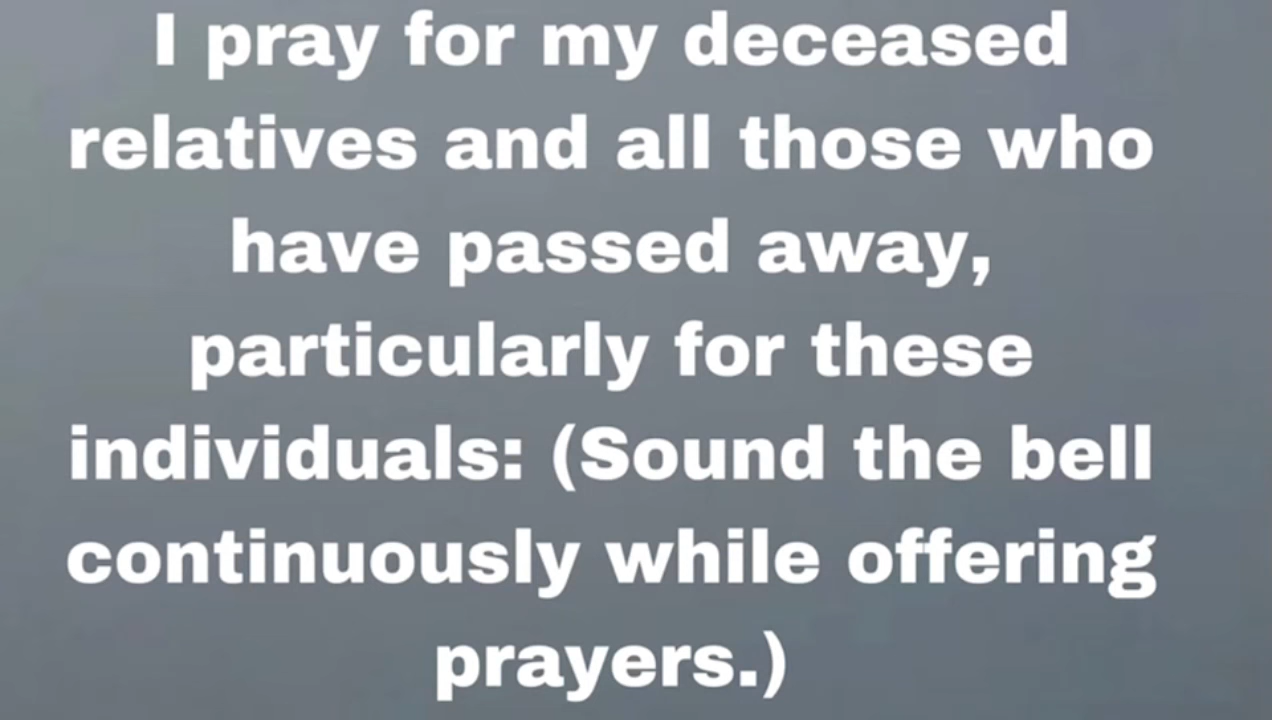 I pray for my deceased
relatives and all those who
have passed away,
particularly for these
individuals: (Sound the bell
continuously while offering
prayers.)